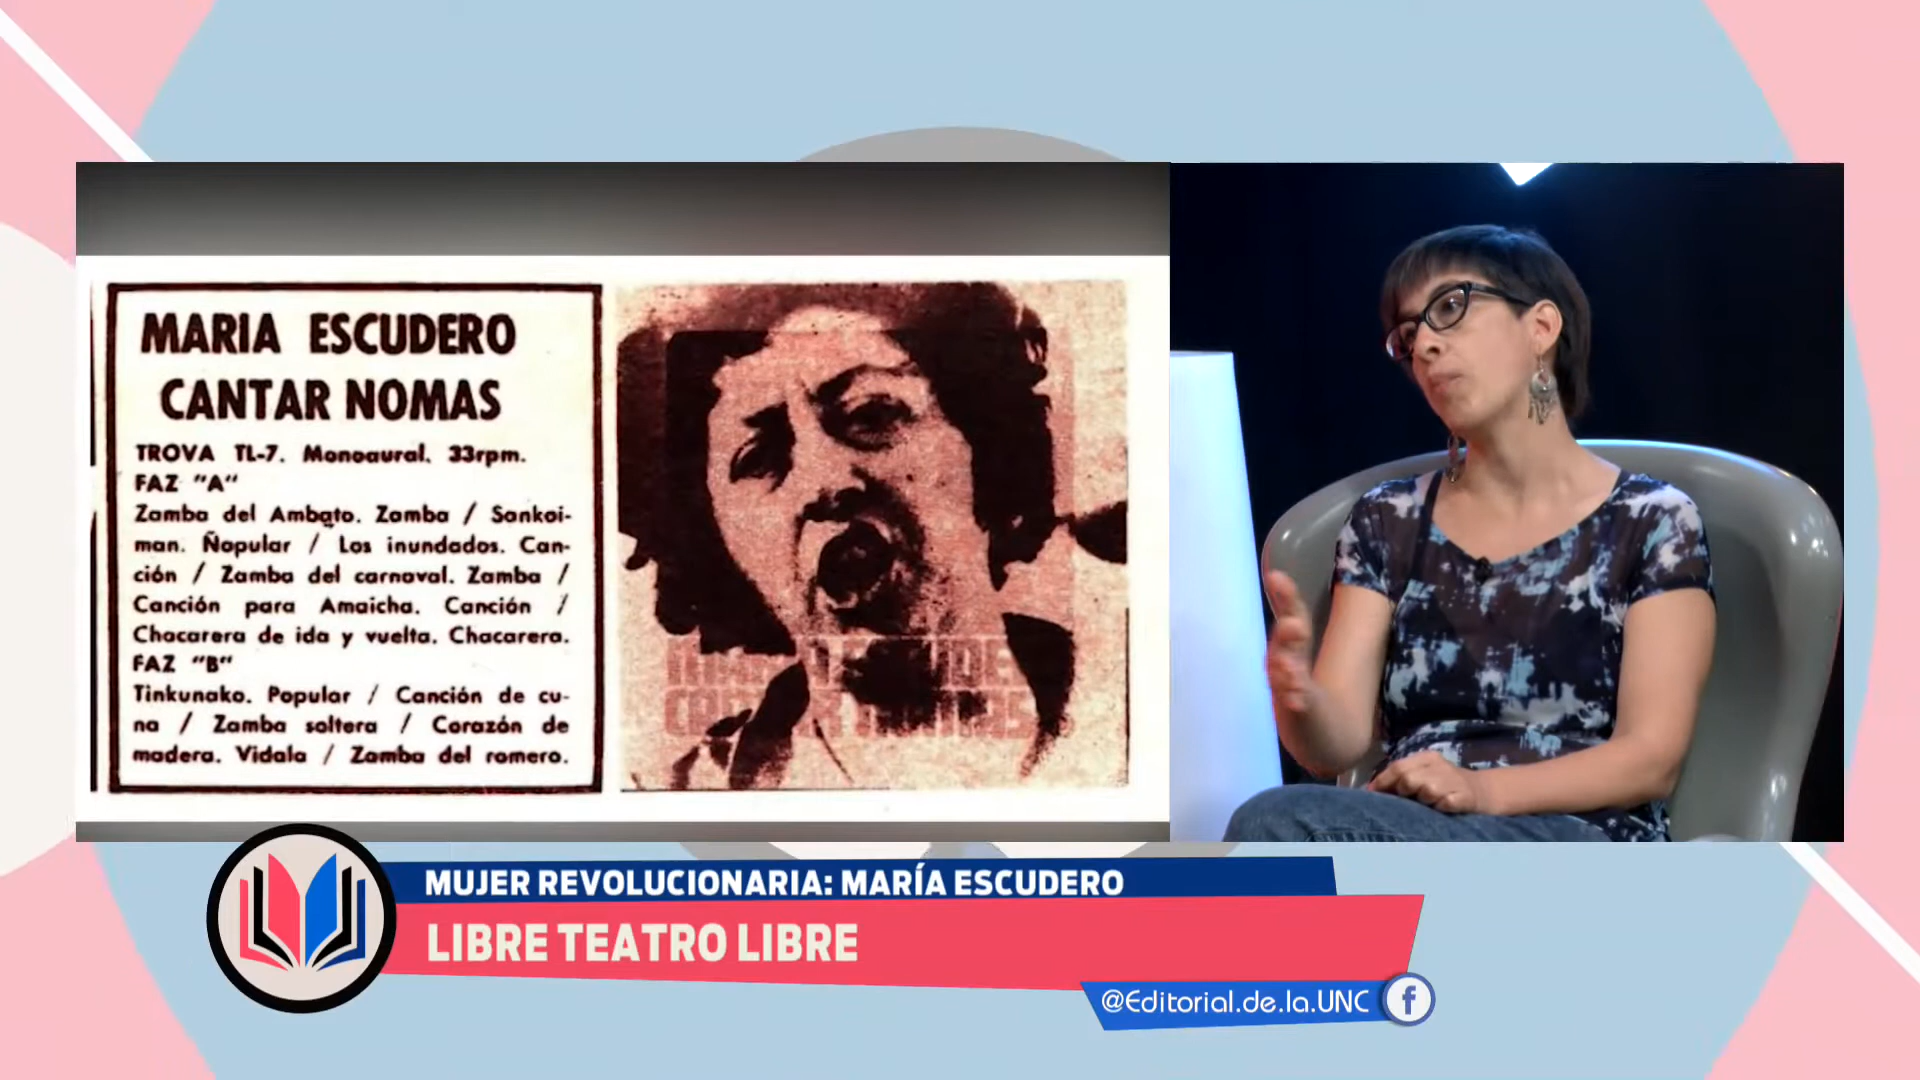 MARIA ESCUDERO
CANTAR NOMAS
TROVA TL-7. Monoaural. 33rpm.
FAZ "A"
Zamba del Ambato. Zamba / Sankoi-
man. Ñopular / Los inundados. Can-
ción / Zamba del carnaval. Zamba /
Canción para Amaicha. Canción /
Chacarera de ida y vuelta. Chacarera.
FAZ "B"
Tinkunako. Popular / Canción de cu-
na / Zamba soltera / Corazón de
madera. Vidala / Zamba del romero.
MUJER REVOLUCIONARIA: MARÍA ESCUDERO
LIBRE TEATRO LIBRE
@Editorial.de.la.UNC